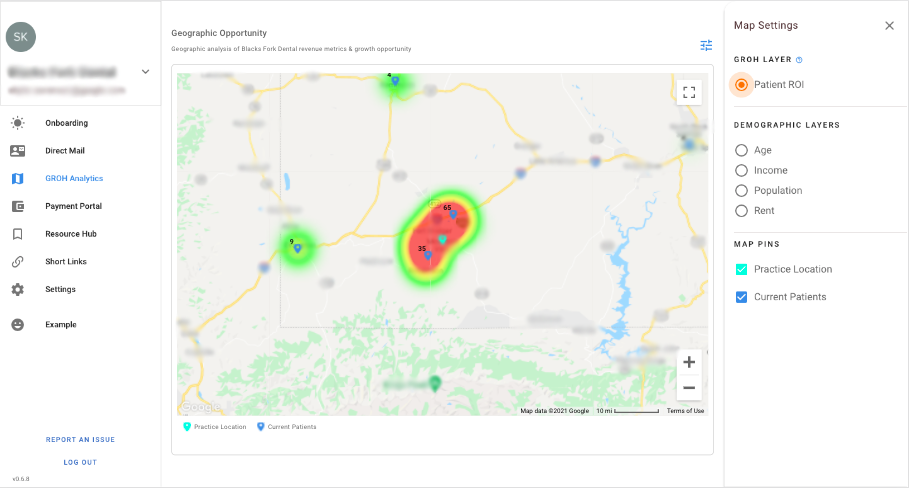 SK
Onboarding
Direct Mail
GROH Analytics
Payment Portal
Resource Hub
Short Links
Settings
Example
REPORT AN ISSUE
LOG OUT
v0.6.8
Geographic Opportunity
Geographic analysis of Blacks Fork Dental revenue metrics & growth opportunity
4
65
9
35
Google
Map data ©2021 Google
10 mi
Terms of Use
Practice Location
Current Patients
Map Settings
GROH LAYER
Patient ROI
DEMOGRAPHIC LAYERS
Age
Income
Population
Rent
MAP PINS
Practice Location
Current Patients